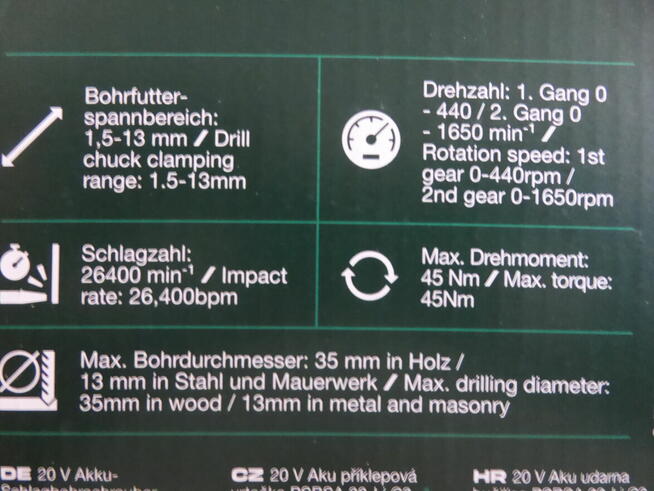 Bohrfutter-
spannbereich:
1,5-13 mm / Drill
chuck clamping
range: 1.5-13mm
Drehzahl: 1. Gang 0
- 440 / 2. Gang 0
- 1650 min-1 /
Rotation speed: 1st
gear 0-440rpm /
2nd gear 0-1650rpm
Schlagzahl:
26400 min-1 / Impact
rate: 26,400bpm
Max. Drehmoment:
45 Nm / Max. torque:
45Nm
Max. Bohrdurchmesser: 35 mm in Holz /
13 mm in Stahl und Mauerwerk / Max. drilling diameter:
35mm in wood / 13mm in metal and masonry
DE 20 V Akku-
CZ 20 V Aku příklepová
HR 20 V Aku udarna